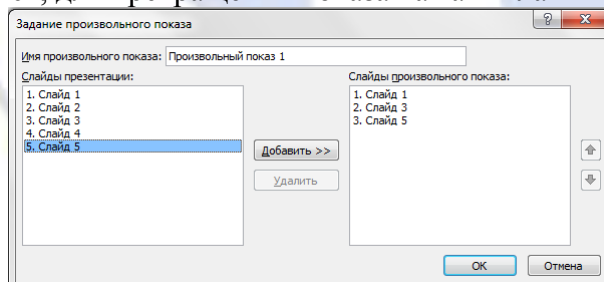 Задание произвольного показа
Имя произвольного показа: Произвольный показ 1
Слайды презентации:
1. Слайд 1
2. Слайд 2
3. Слайд 3
4. Слайд 4
5. Слайд 5
Добавить >>
Удалить
Слайды произвольного показа:
1. Слайд 1
2. Слайд 3
3. Слайд 5
ОК
Отмена